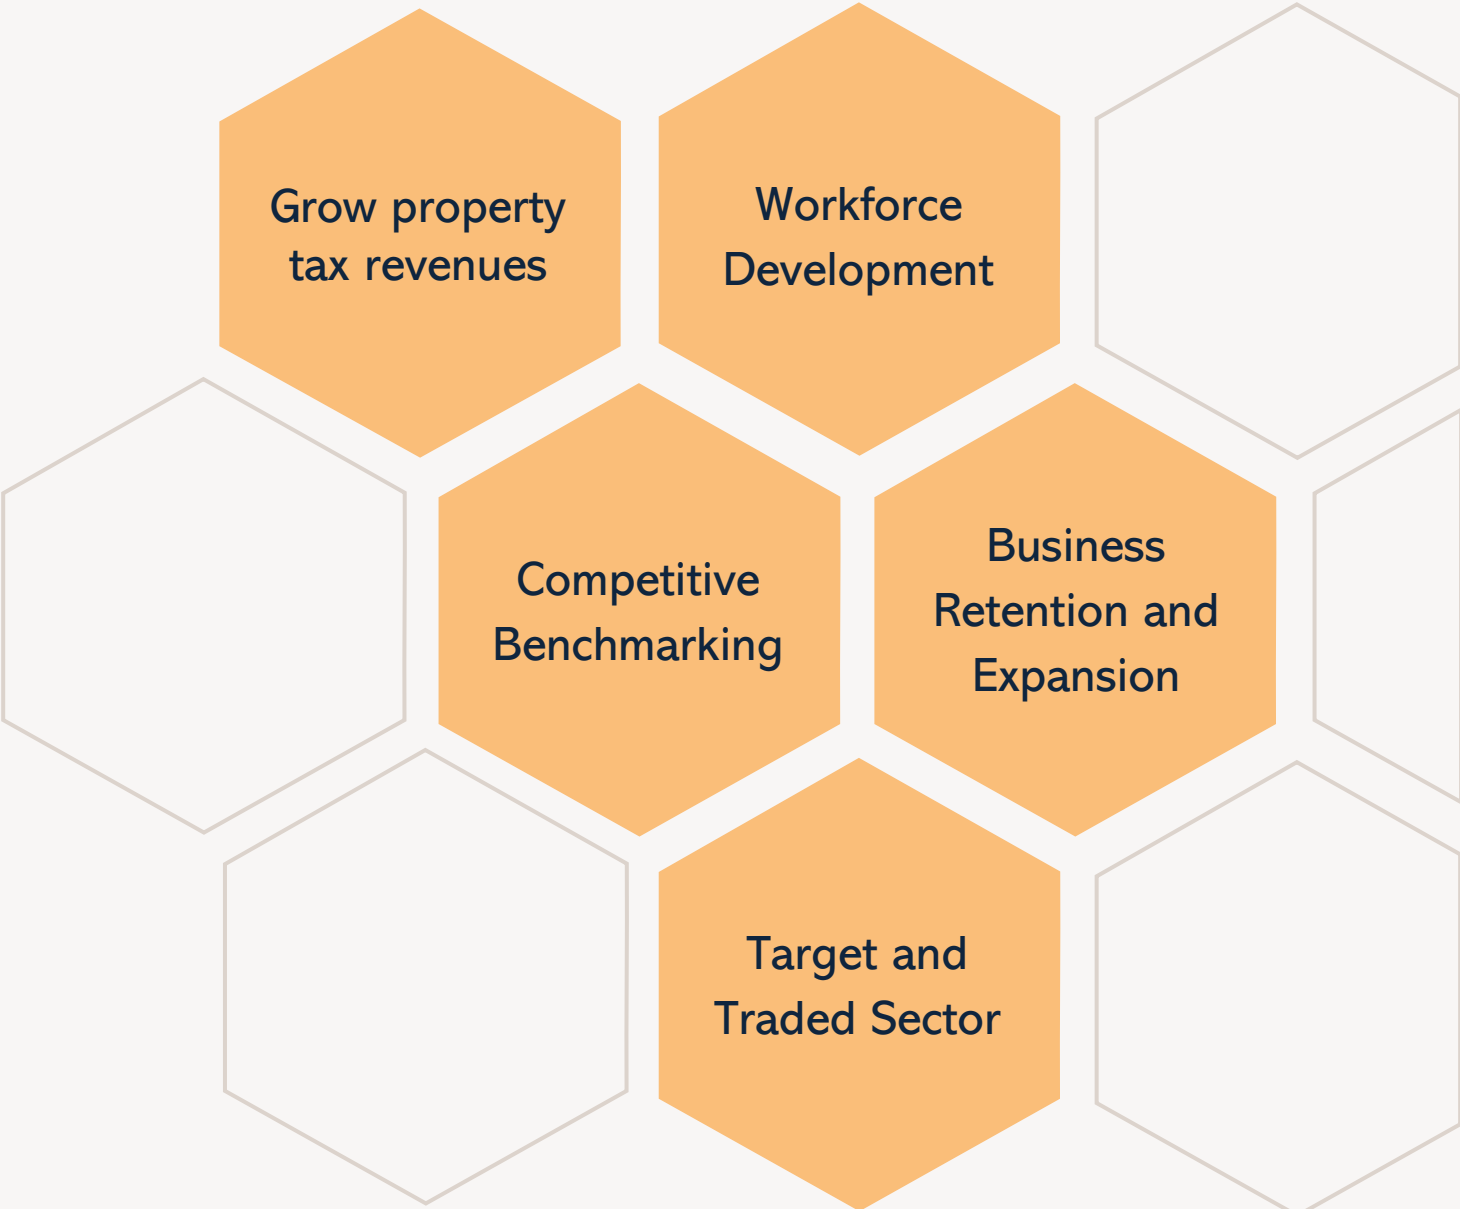 Grow property
tax revenues
Workforce
Development
Competitive
Benchmarking
Business
Retention and
Expansion
Target and
Traded Sector